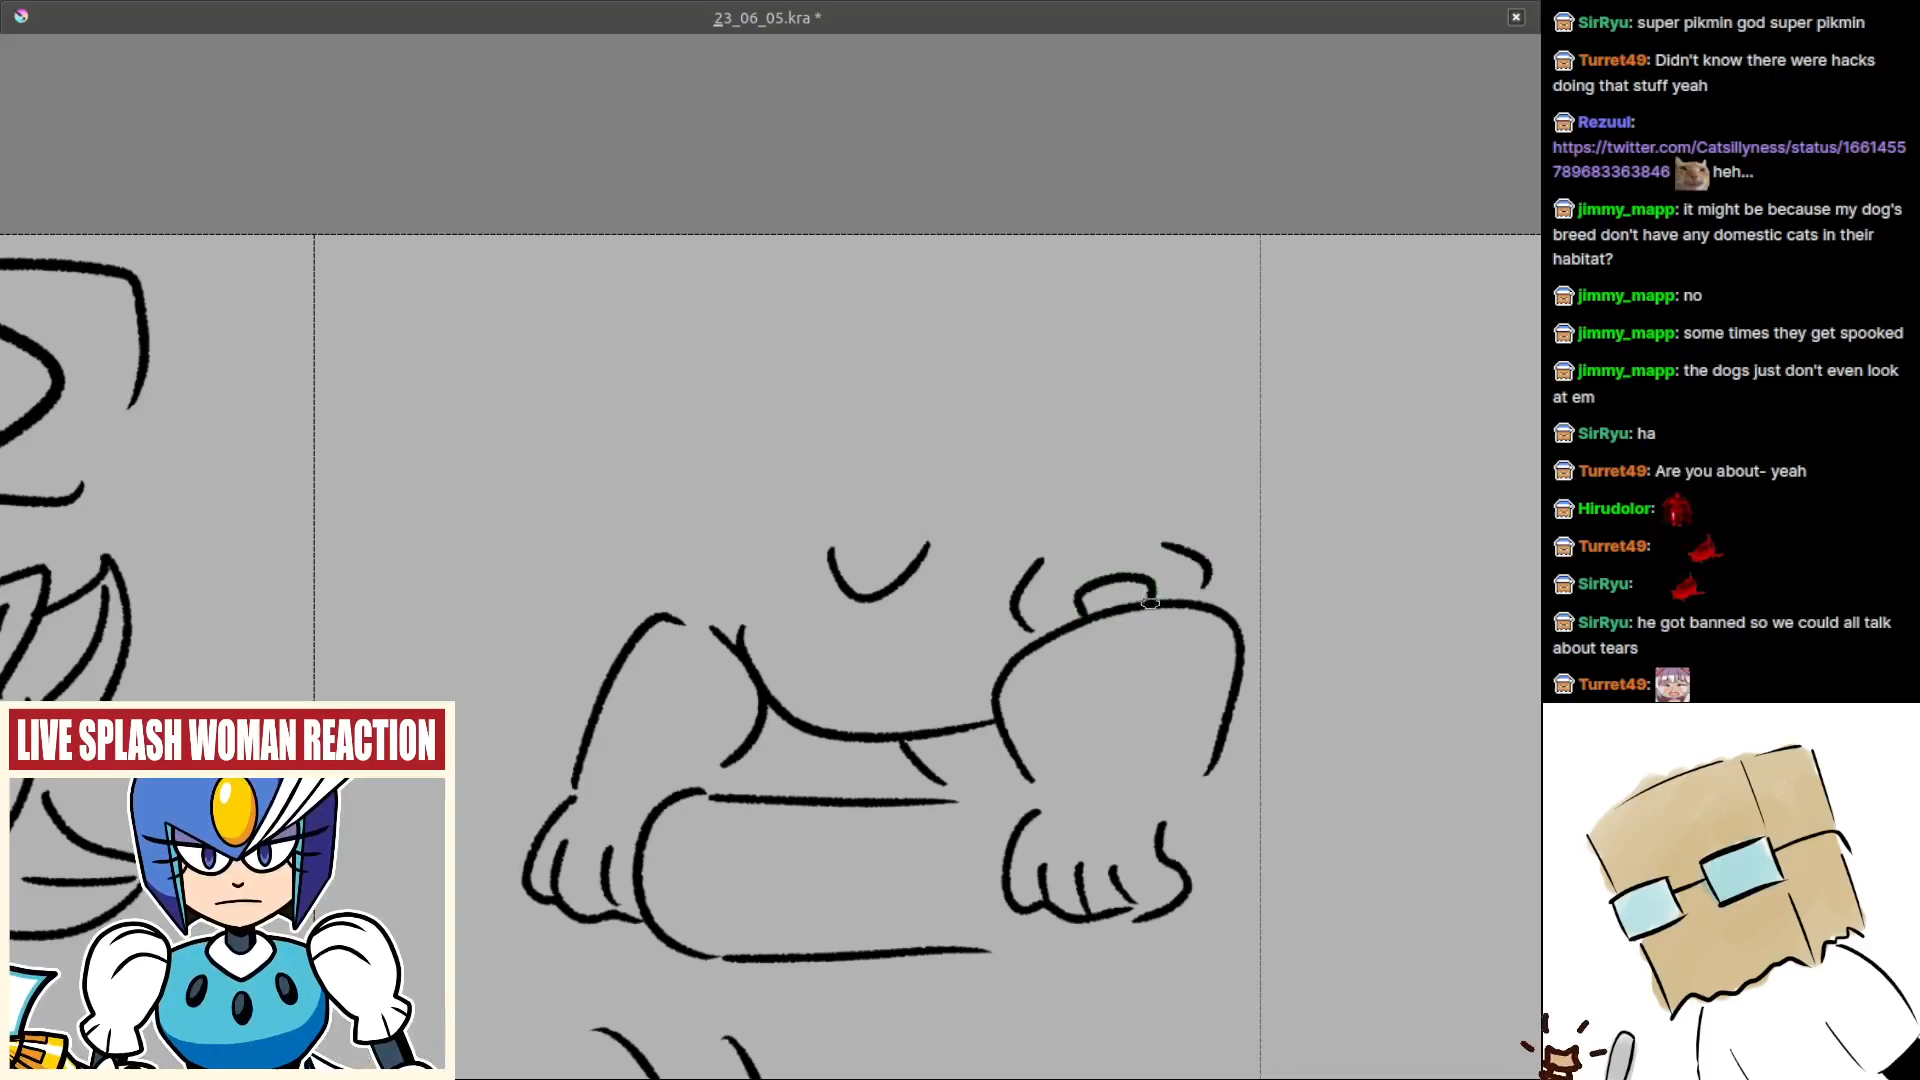 23_06_05.kra *
SirRyu: super pikmin god super pikmin
Turret49: Didn't know there were hacks
doing that stuff yeah
Rezuul:
https://twitter.com/Catsillyness/status/1661455
789683363846 heh...
jimmy_mapp: it might be because my dog's
breed don't have any domestic cats in their
habitat?
jimmy_mapp: no
jimmy_mapp: some times they get spooked
jimmy_mapp: the dogs just don't even look
at em
SirRyu: ha
Turret49: Are you about- yeah
Hirudolor:
Turret49:
SirRyu:
SirRyu: he got banned so we could all talk
about tears
Turret49:
LIVE SPLASH WOMAN REACTION